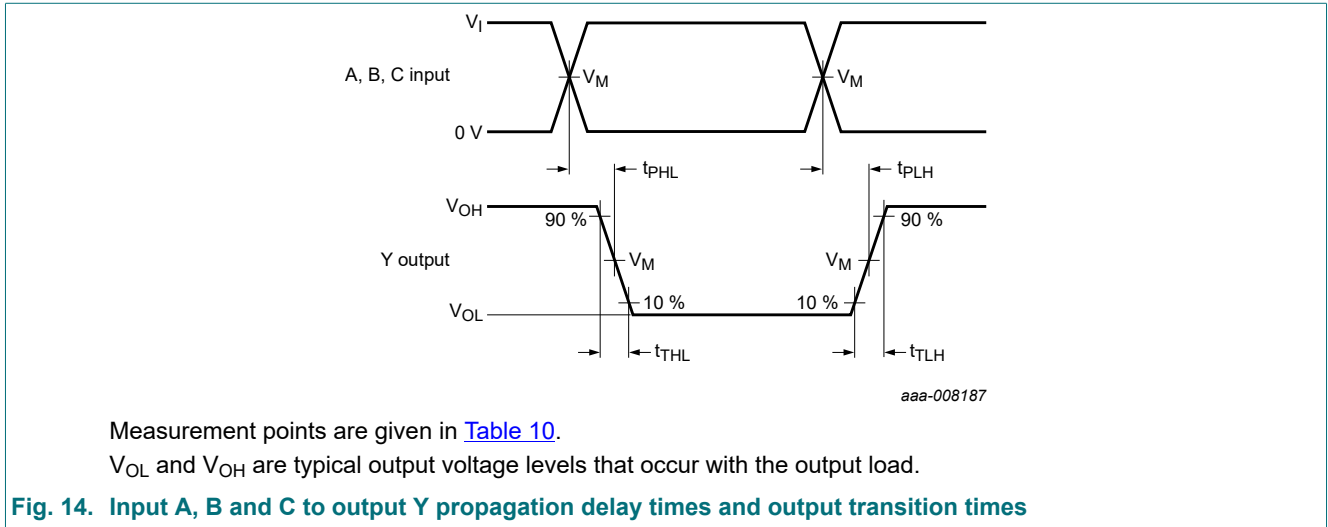 VI
A, B, C input
VM
VM
0 V
tPHL
tPLH
VOH
90 %
90 %
Y output
VM
VM
10 %
10 %
VOL
tTHL
tTLH
aaa-008187
Measurement points are given in Table 10.
VOL and VOH are typical output voltage levels that occur with the output load.
Fig. 14. Input A, B and C to output Y propagation delay times and output transition times